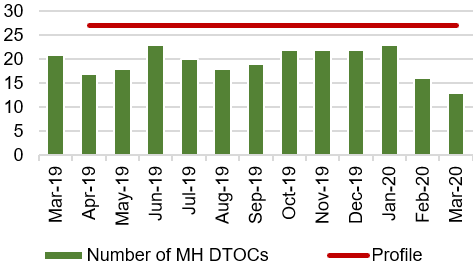 30
25
20
15
10
5
0
Mar-19
Apr-19
May-19
Jun-19
Jul-19
Aug-19
Sep-19
Oct-19
Nov-19
Dec-19
Jan-20
Feb-20
Mar-20
Number of MH DTOCs
Profile